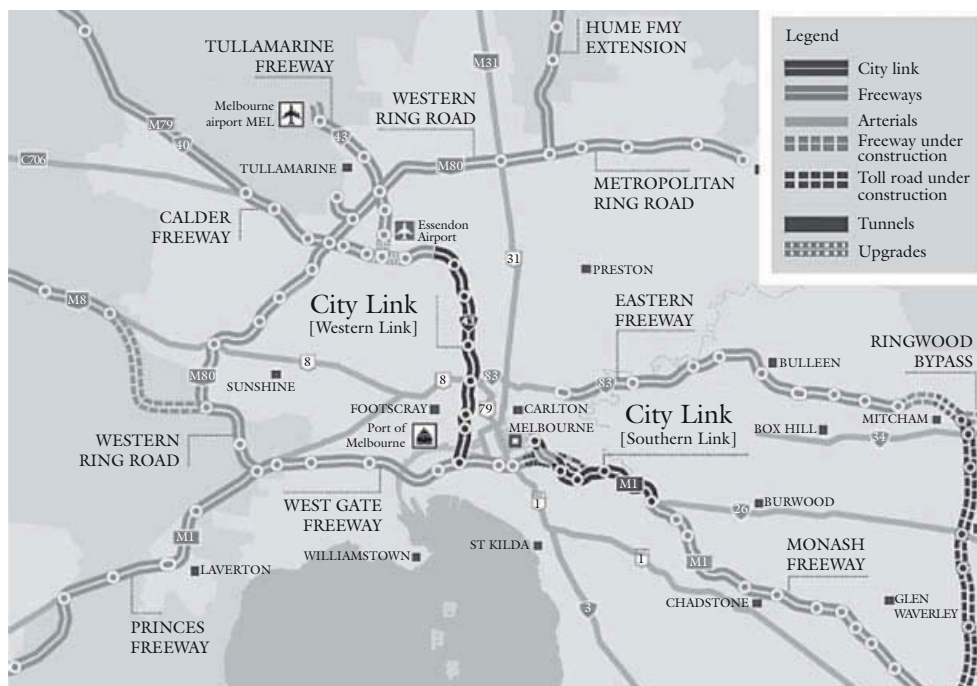 HUME FMY
EXTENSION
TULLAMARINE
FREEWAY
M31
Melbourne
airport MEL
WESTERN
RING ROAD
M79
40
43
C706
TULLAMARINE
M80
METROPOLITAN
RING ROAD
CALDER
FREEWAY
Essendon
Airport
31
PRESTON
M8
City Link
[Western Link]
EASTERN
FREEWAY
RINGWOOD
BYPASS
BULLEEN
8
M80
SUNSHINE
8
83
83
FOOTSCRAY
79
CARLTON
City Link
[Southern Link]
MITCHAM
Port of
Melbourne
MELBOURNE
BOX HILL
34
WESTERN
RING ROAD
M1
WEST GATE
FREEWAY
1
26
BURWOOD
M1
WILLIAMSTOWN
ST KILDA
1
M1
MONASH
FREEWAY
LAVERTON
CHADSTONE
GLEN
WAVERLEY
3
PRINCES
FREEWAY
Legend
City link
Freeways
Arterials
Freeway under
construction
Toll road under
construction
Tunnels
Upgrades